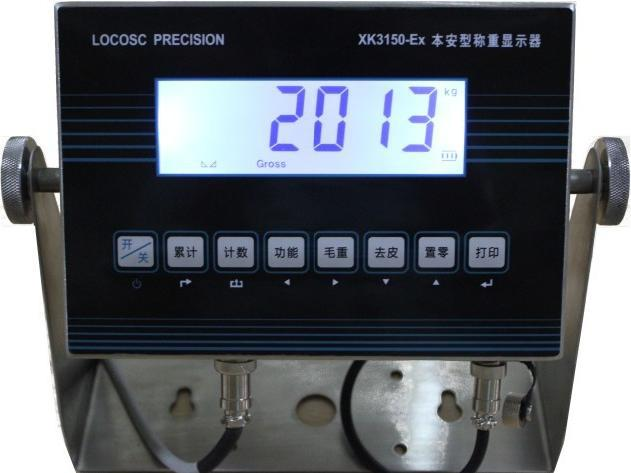 LOCOSC PRECISION XK3150-Ex 本安型称重显示器
2013 kg
Gross
开/关 累计 计数 功能 毛重 去皮 置零 打印